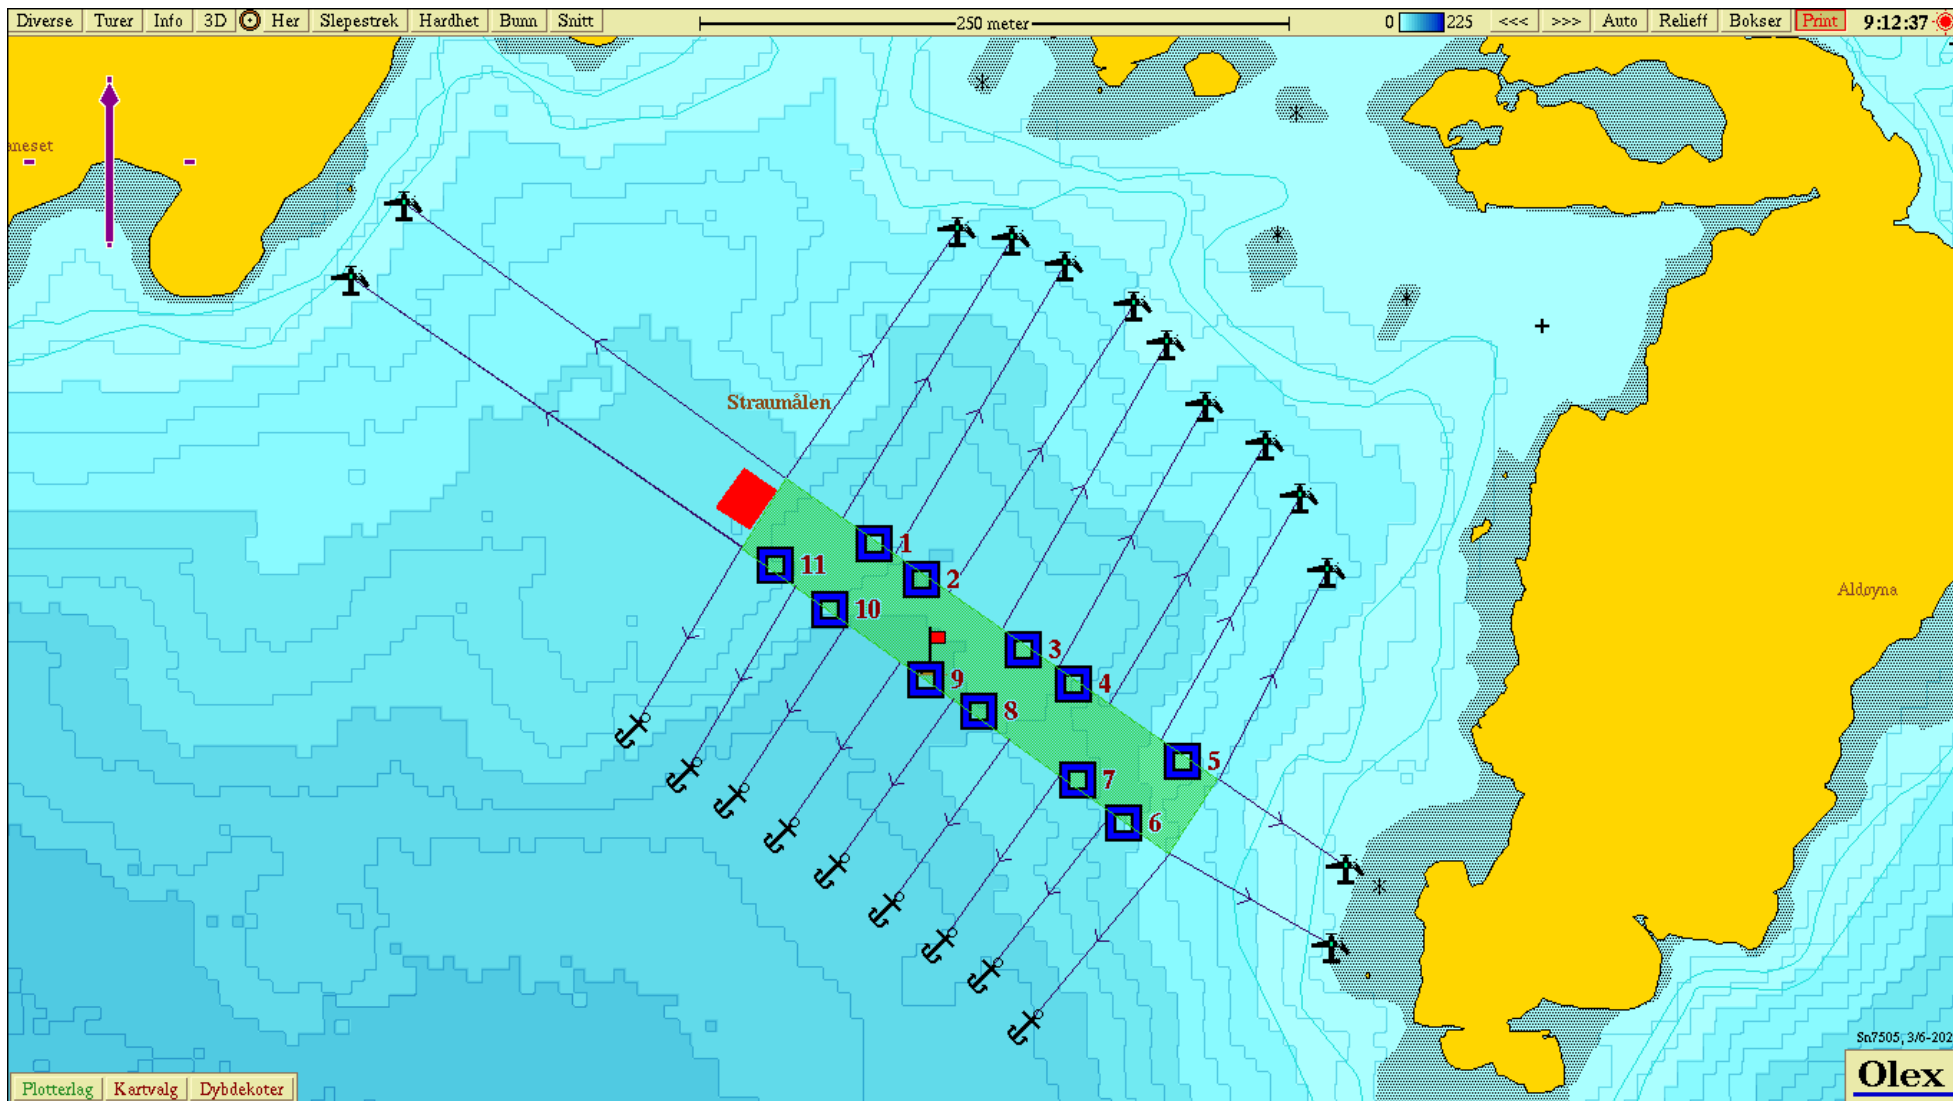 Diverse Turer Info 3D Her Slepestrek Hardhet Bunn Snitt 250 meter 0 225 <<< >>> Auto Relieff Bokser Print 9:12:37
aneset
Straumålen
1
11
2
10
3
9
4
8
5
7
6
Aldøyna
Sn7505, 3/6-202
Olex
Plotterlag Kartvalg Dybdekoter